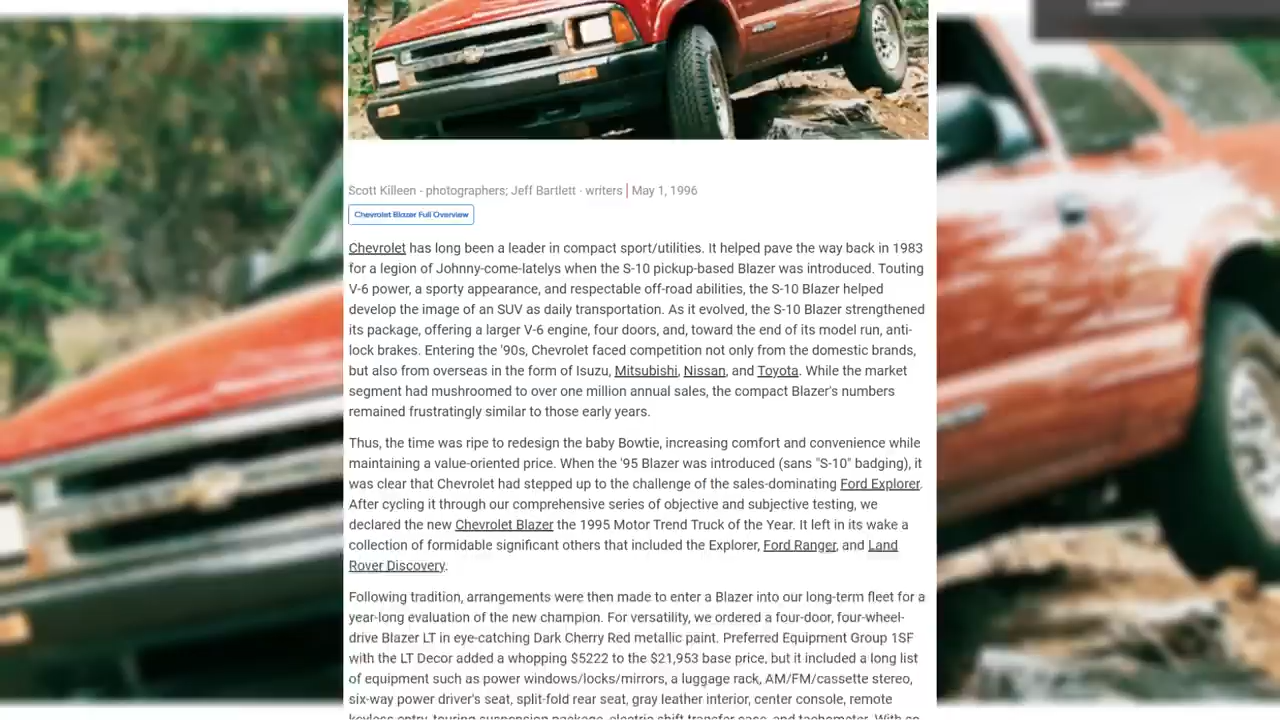 Scott Killeen - photographers; Jeff Bartlett - writers | May 1, 1996
Chevrolet Blazer Full Overview
Chevrolet has long been a leader in compact sport/utilities. It helped pave the way back in 1983
for a legion of Johnny-come-latelys when the S-10 pickup-based Blazer was introduced. Touting
V-6 power, a sporty appearance, and respectable off-road abilities, the S-10 Blazer helped
develop the image of an SUV as daily transportation. As it evolved, the S-10 Blazer strengthened
its package, offering a larger V-6 engine, four doors, and, toward the end of its model run, anti-
lock brakes. Entering the '90s, Chevrolet faced competition not only from the domestic brands,
but also from overseas in the form of Isuzu, Mitsubishi, Nissan, and Toyota. While the market
segment had mushroomed to over one million annual sales, the compact Blazer's numbers
remained frustratingly similar to those early years.
Thus, the time was ripe to redesign the baby Bowtie, increasing comfort and convenience while
maintaining a value-oriented price. When the '95 Blazer was introduced (sans "S-10" badging), it
was clear that Chevrolet had stepped up to the challenge of the sales-dominating Ford Explorer.
After cycling it through our comprehensive series of objective and subjective testing, we
declared the new Chevrolet Blazer the 1995 Motor Trend Truck of the Year. It left in its wake a
collection of formidable significant others that included the Explorer, Ford Ranger, and Land
Rover Discovery.
Following tradition, arrangements were then made to enter a Blazer into our long-term fleet for a
year-long evaluation of the new champion. For versatility, we ordered a four-door, four-wheel-
drive Blazer LT in eye-catching Dark Cherry Red metallic paint. Preferred Equipment Group 1SF
with the LT Decor added a whopping $5222 to the $21,953 base price, but it included a long list
of equipment such as power windows/locks/mirrors, a luggage rack, AM/FM/cassette stereo,
six-way power driver's seat, split-fold rear seat, gray leather interior, center console, remote
keyless entry, touring suspension package, electric shift transfer case, and tachometer. With so